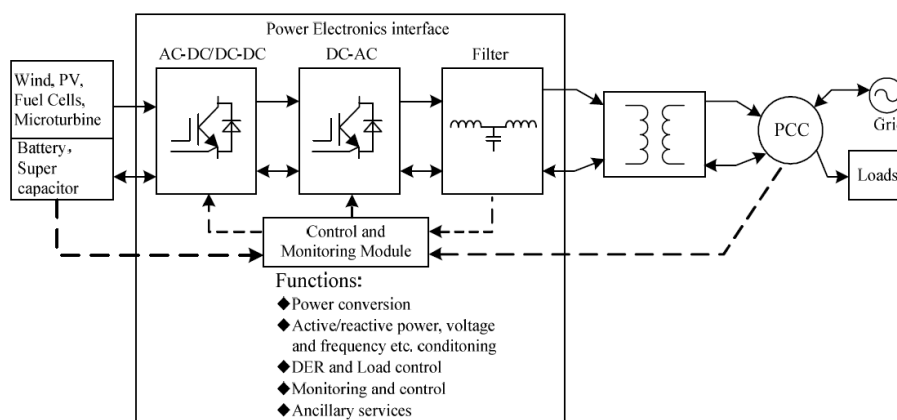 Power Electronics interface
AC-DC/DC-DC
DC-AC
Filter
Wind, PV,
Fuel Cells,
Microturbine
Battery,
Super
capacitor
PCC
Grid
Loads
Control and
Monitoring Module
Functions:
◆Power conversion
◆Active/reactive power, voltage
and frequency etc. conditoning
◆DER and Load control
◆Monitoring and control
◆Ancillary services